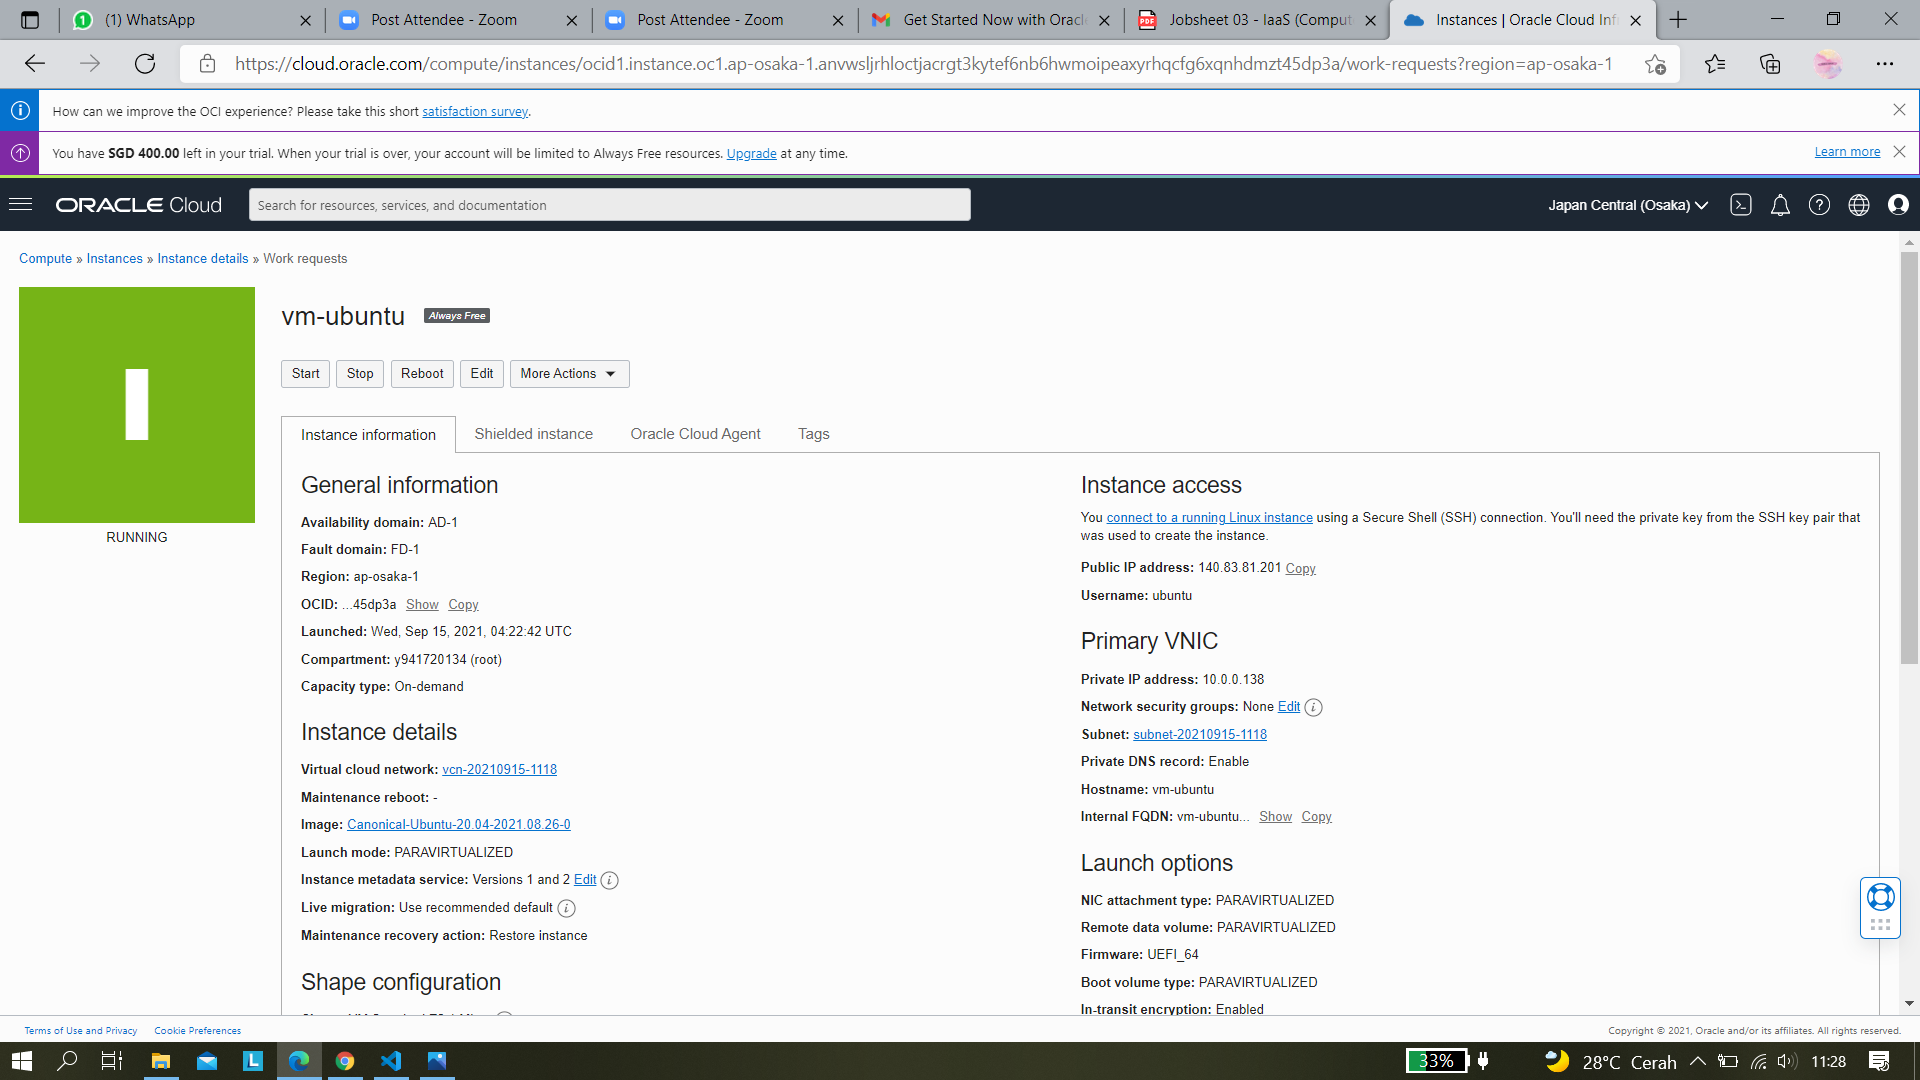 (1) WhatsApp
Post Attendee - Zoom
Post Attendee - Zoom
Get Started Now with Oracle
Jobsheet 03 - IaaS (Comput
Instances | Oracle Cloud Inf
https://cloud.oracle.com/compute/instances/ocid1.instance.oc1.ap-osaka-1.anvwsljrhloctjacrgt3kytef6nb6hwmoipeaxyrhqcfg6xqnhdmzt45dp3a/work-requests?region=ap-osaka-1
How can we improve the OCI experience? Please take this short satisfaction survey.
You have SGD 400.00 left in your trial. When your trial is over, your account will be limited to Always Free resources. Upgrade at any time.
Learn more
ORACLE Cloud
Search for resources, services, and documentation
Japan Central (Osaka)
Compute » Instances » Instance details » Work requests
I
RUNNING
vm-ubuntu
Always Free
Start
Stop
Reboot
Edit
More Actions
Instance information
Shielded instance
Oracle Cloud Agent
Tags
General information
Availability domain: AD-1
Fault domain: FD-1
Region: ap-osaka-1
OCID: ...45dp3a Show Copy
Launched: Wed, Sep 15, 2021, 04:22:42 UTC
Compartment: y941720134 (root)
Capacity type: On-demand
Instance details
Virtual cloud network: vcn-20210915-1118
Maintenance reboot: -
Image: Canonical-Ubuntu-20.04-2021.08.26-0
Launch mode: PARAVIRTUALIZED
Instance metadata service: Versions 1 and 2 Edit
Live migration: Use recommended default
Maintenance recovery action: Restore instance
Shape configuration
Instance access
You connect to a running Linux instance using a Secure Shell (SSH) connection. You'll need the private key from the SSH key pair that
was used to create the instance.
Public IP address: 140.83.81.201 Copy
Username: ubuntu
Primary VNIC
Private IP address: 10.0.0.138
Network security groups: None Edit
Subnet: subnet-20210915-1118
Private DNS record: Enable
Hostname: vm-ubuntu
Internal FQDN: vm-ubuntu... Show Copy
Launch options
NIC attachment type: PARAVIRTUALIZED
Remote data volume: PARAVIRTUALIZED
Firmware: UEFI_64
Boot volume type: PARAVIRTUALIZED
In-transit encryption: Enabled
Terms of Use and Privacy
Cookie Preferences
Copyright © 2021, Oracle and/or its affiliates. All rights reserved.
33%
28°C Cerah
11:28